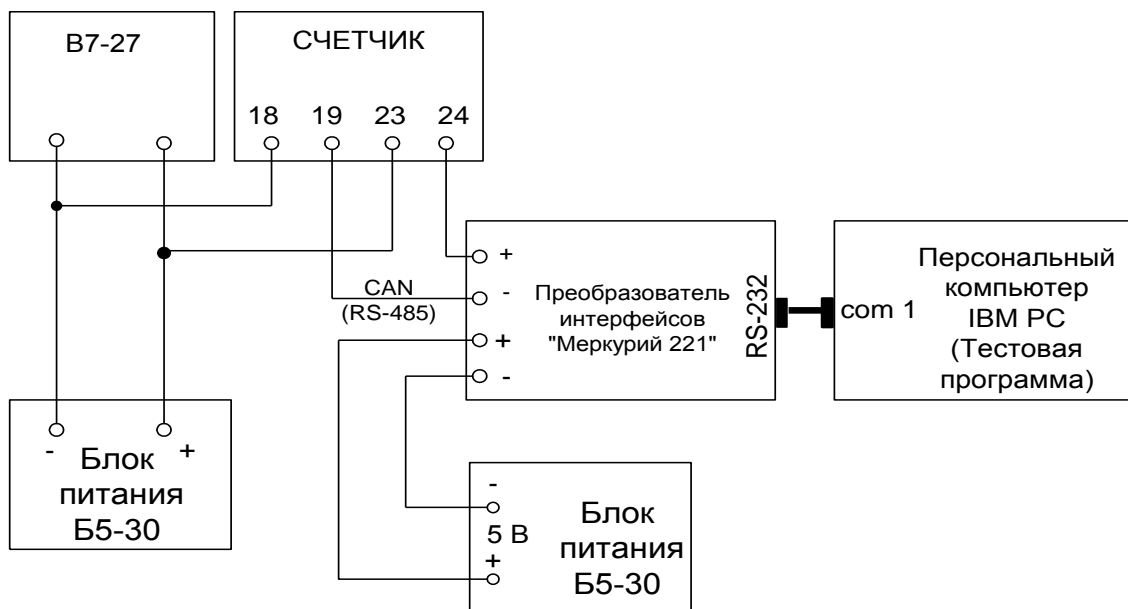 В7-27
СЧЕТЧИК
18 19 23 24
CAN
(RS-485)
+
-
+
-
Преобразователь
интерфейсов
"Меркурий 221"
RS-232
com 1
Персональный
компьютер
IBM PC
(Тестовая
программа)
- +
Блок
питания
Б5-30
-
5 В
+
Блок
питания
Б5-30